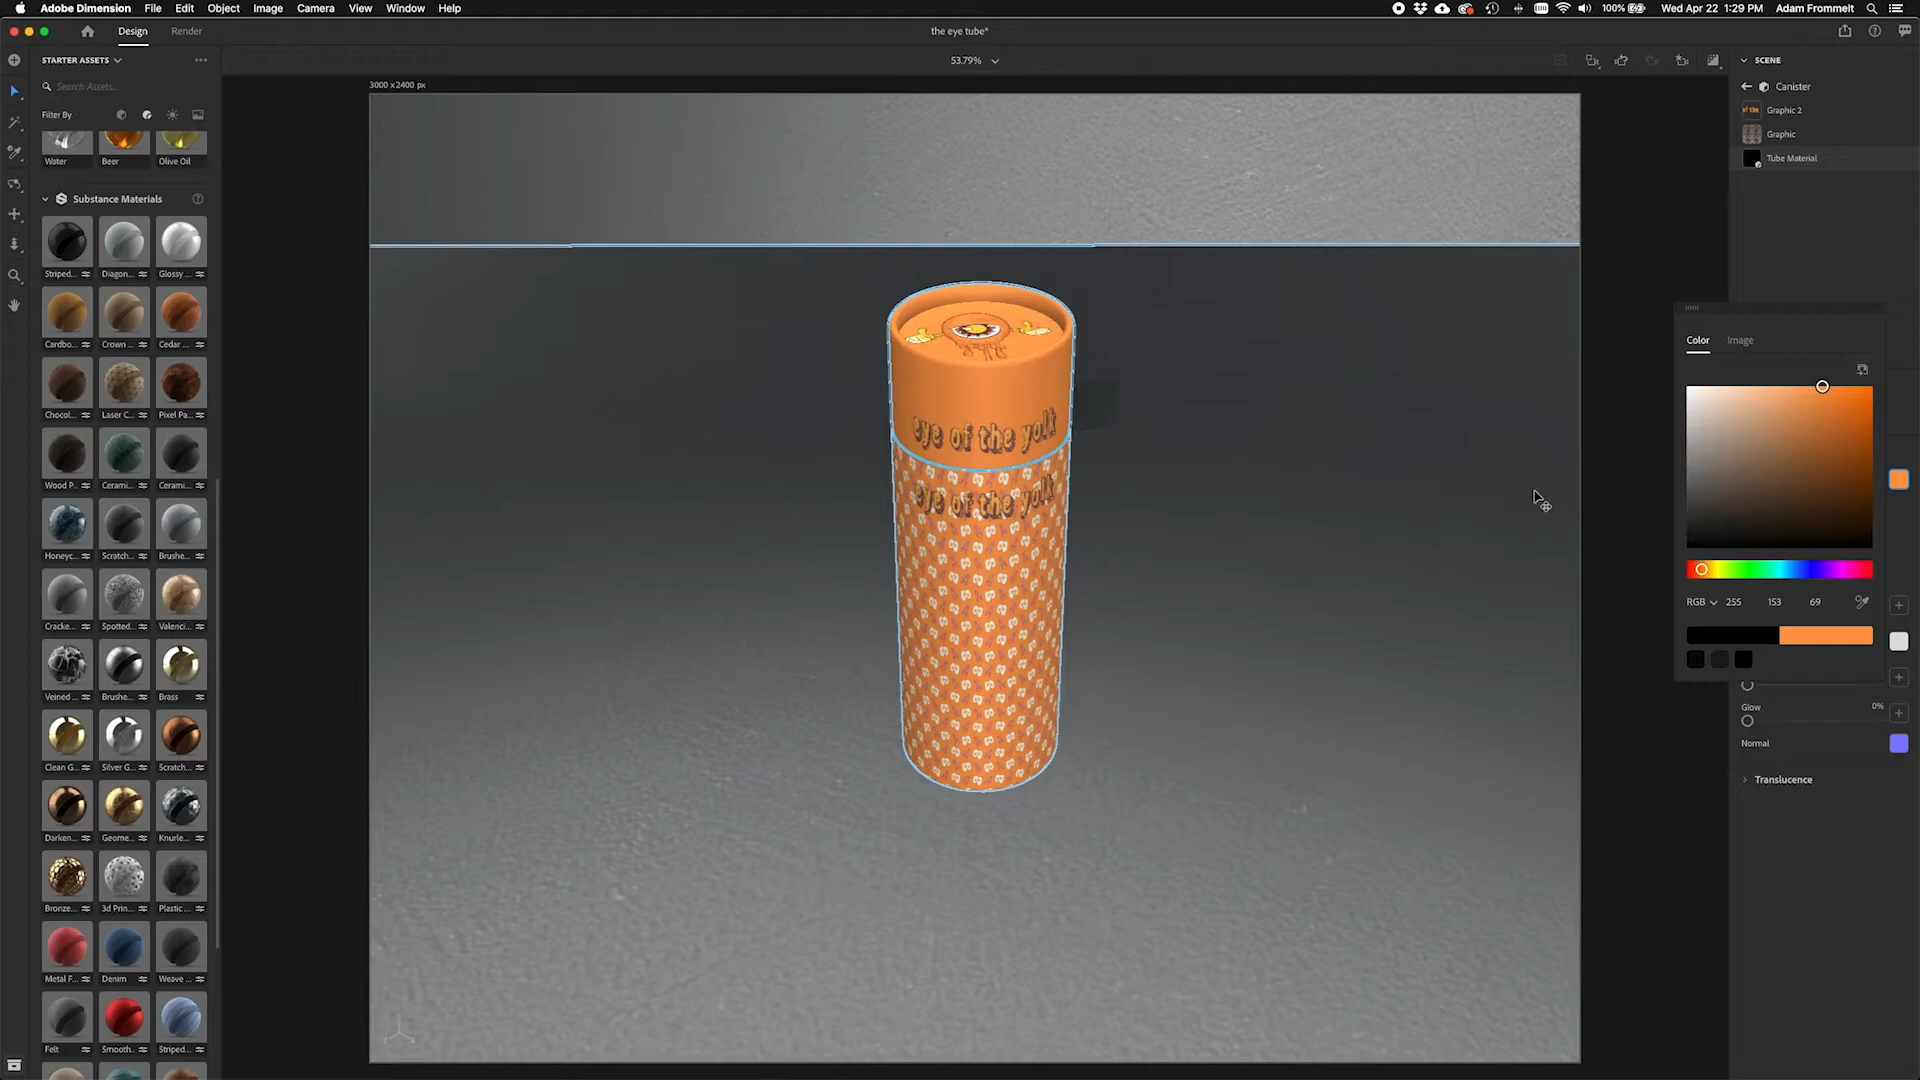 Adobe Dimension File Edit Object Image Camera View Window Help 100% Wed Apr 22 1:29 PM Adam Frommelt
Design Render the eye tube*
STARTER ASSETS 53.79% SCENE
Search Assets... 3000 x 2400 px Canister
Filter By Graphic 2
Graphic
Water Beer Olive Oil Tube Material
Substance Materials
Striped... Diagon... Glossy ...
Cardbo... Crown ... Cedar ...
Color Image
Chocol... Laser C... Pixel Pa...
eye of the yolk
Wood P... Cerami... Cerami...
eye of the yolk
Honeyc... Scratch... Brushe...
RGB 255 153 69
Cracke... Spotted... Valenci...
Veined ... Brushe... Brass
Glow 0%
Normal
Translucence
Clean G... Silver G... Scratch...
Darken... Geome... Knurle...
Bronze... 3d Prin... Plastic ...
Metal F... Denim Weave ...
Felt Smooth... Striped...